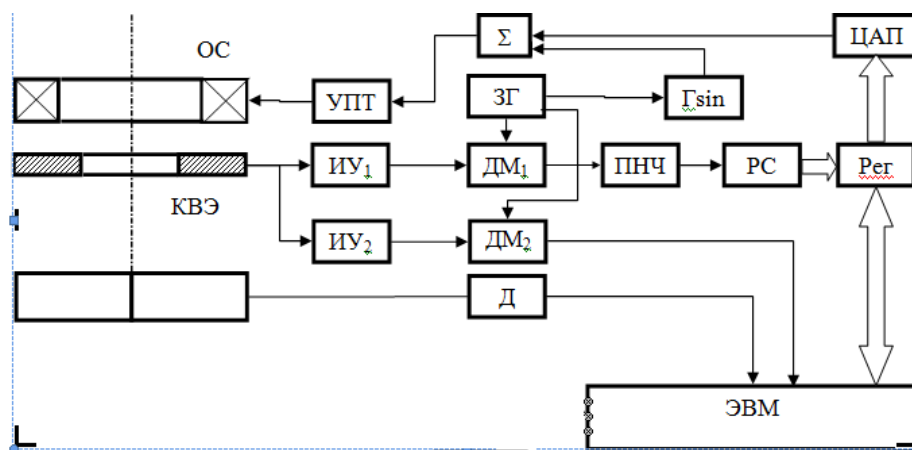 ОС
Σ
ЦАП
УПТ
ЗГ
Гsin
ИУ₁
ДМ₁
ПНЧ
РС
Рег
КВЭ
ИУ₂
ДМ₂
Д
ЭВМ